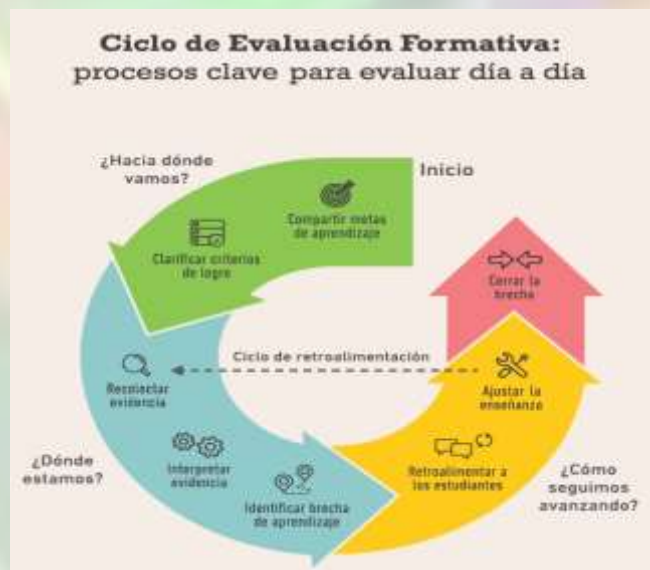 Ciclo de Evaluación Formativa:
procesos clave para evaluar día a día
¿Hacia dónde
vamos?
Inicio
Compartir metas
de aprendizaje
Clarificar criterios
de logro
Recolectar
evidencia
Interpretar
evidencia
Identificar brecha
de aprendizaje
¿Dónde
estamos?
Ciclo de retroalimentación
Retroalimentar a
los estudiantes
Ajustar la
enseñanza
¿Cómo
seguimos
avanzando?
Cerrar la
brecha